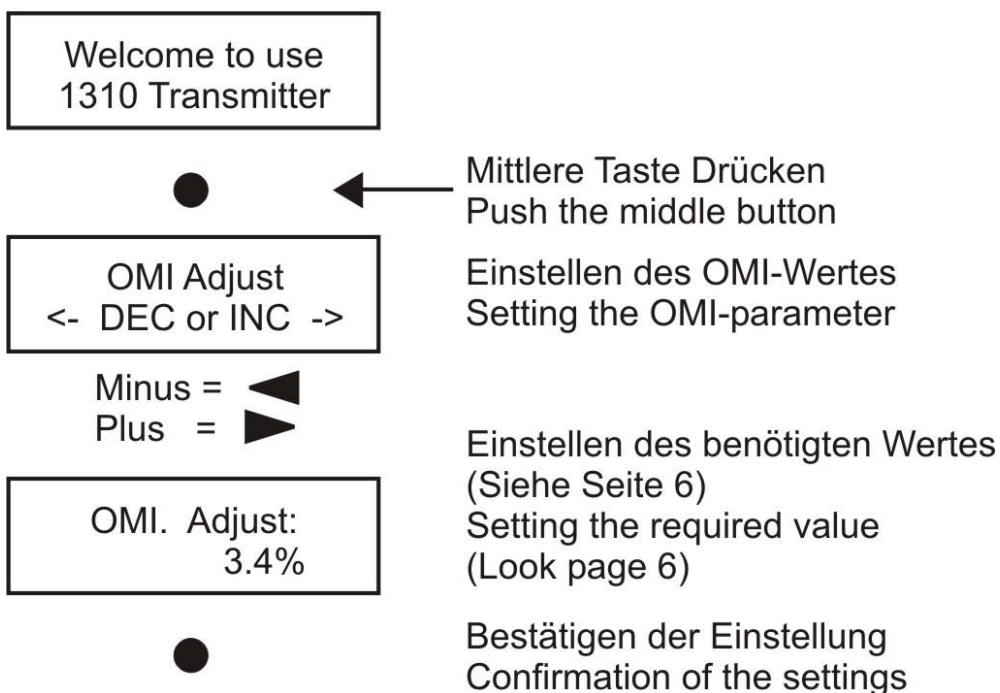 Welcome to use
1310 Transmitter
Mittlere Taste Drücken
Push the middle button
OMI Adjust
<- DEC or INC ->
Einstellen des OMI-Wertes
Setting the OMI-parameter
Minus =
Plus =
Einstellen des benötigten Wertes
(Siehe Seite 6)
Setting the required value
(Look page 6)
OMI. Adjust:
3.4%
Bestätigen der Einstellung
Confirmation of the settings